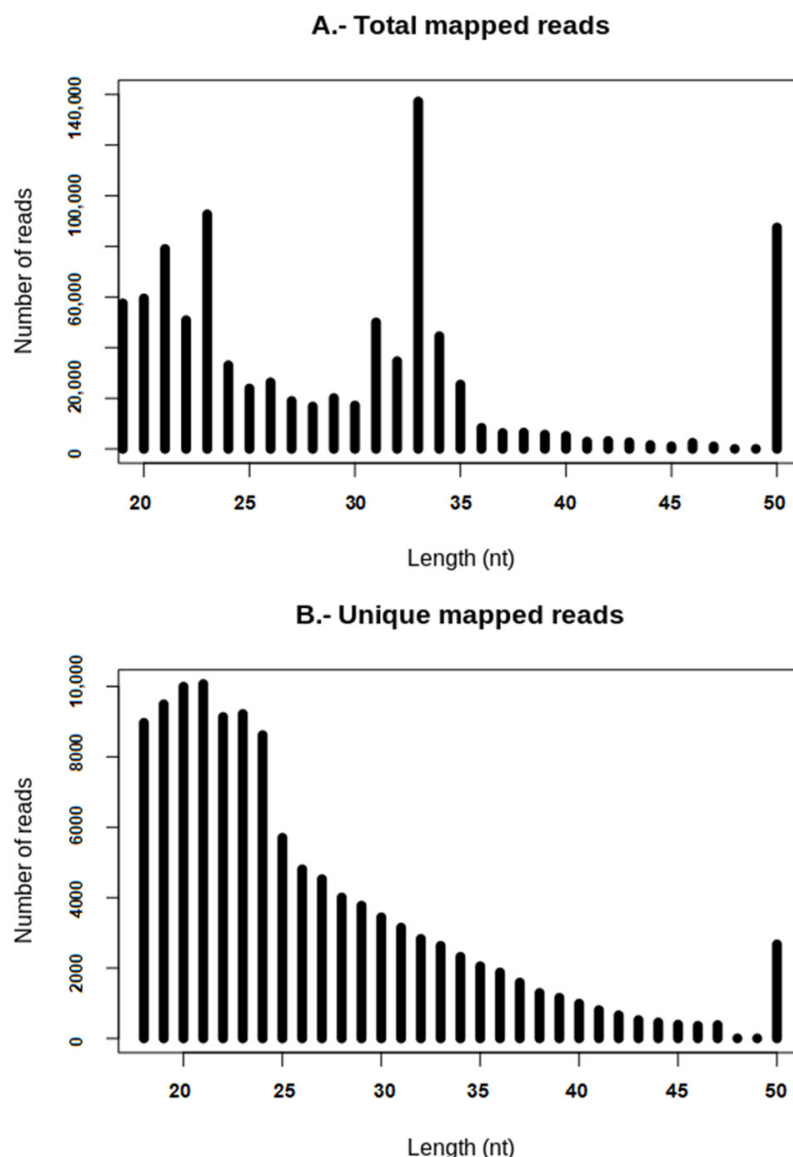 A.- Total mapped reads
Number of reads
140,000
100,000
60,000
20,000
0
20 25 30 35 40 45 50
Length (nt)
B.- Unique mapped reads
Number of reads
10,000
8000
6000
4000
2000
0
20 25 30 35 40 45 50
Length (nt)